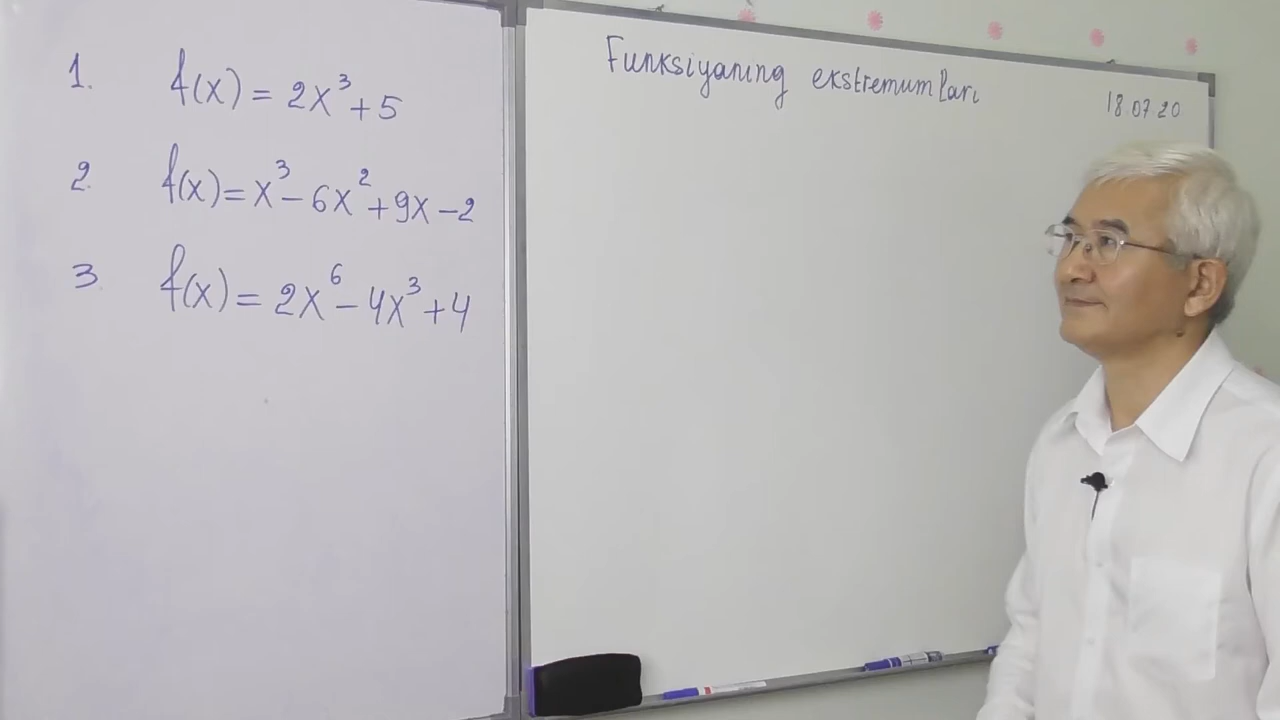 1. f(x) = 2x³ + 5
2. f(x) = x³ - 6x² + 9x - 2
3. f(x) = 2x⁶ - 4x³ + 4
Funksiyaning ekstremumlari
18 07 20